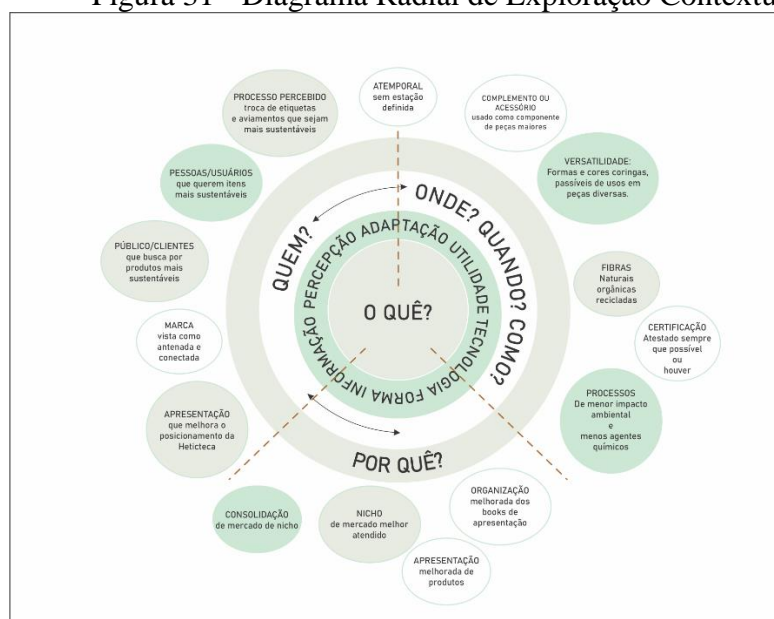 Figura 31 - Diagrama Radial de Exploração Contextu
ATEMPORAL
sem estação
definida
COMPLEMENTO OU
ACESSÓRIO
usado como componente
de peças maiores
VERSATILIDADE:
Formas e cores coringas,
passíveis de usos em
peças diversas.
FIBRAS
Naturais
orgânicas
recicladas
CERTIFICAÇÃO
Atestado sempre
que possível
ou
houver
PROCESSOS
De menor impacto
ambiental
e
menos agentes
químicos
ORGANIZAÇÃO
melhorada dos
books de
apresentação
APRESENTAÇÃO
melhorada de
produtos
NICHO
de mercado melhor
atendido
CONSOLIDAÇÃO
de mercado de nicho
APRESENTAÇÃO
que melhora o
posicionamento da
Heticteca
MARCA
vista como
antenada e
conectada
PÚBLICO/CLIENTES
que busca por
produtos mais
sustentáveis
PESSOAS/USUÁRIOS
que querem itens
mais sustentáveis
PROCESSO PERCEBIDO
troca de etiquetas
e aviamentos que sejam
mais sustentáveis
QUEM?
ONDE? QUANDO? COMO?
POR QUÊ?
PERCEPÇÃO ADAPTAÇÃO UTILIDADE TECNOLOGIA FORMA INFORMAÇÃO
O QUÊ?